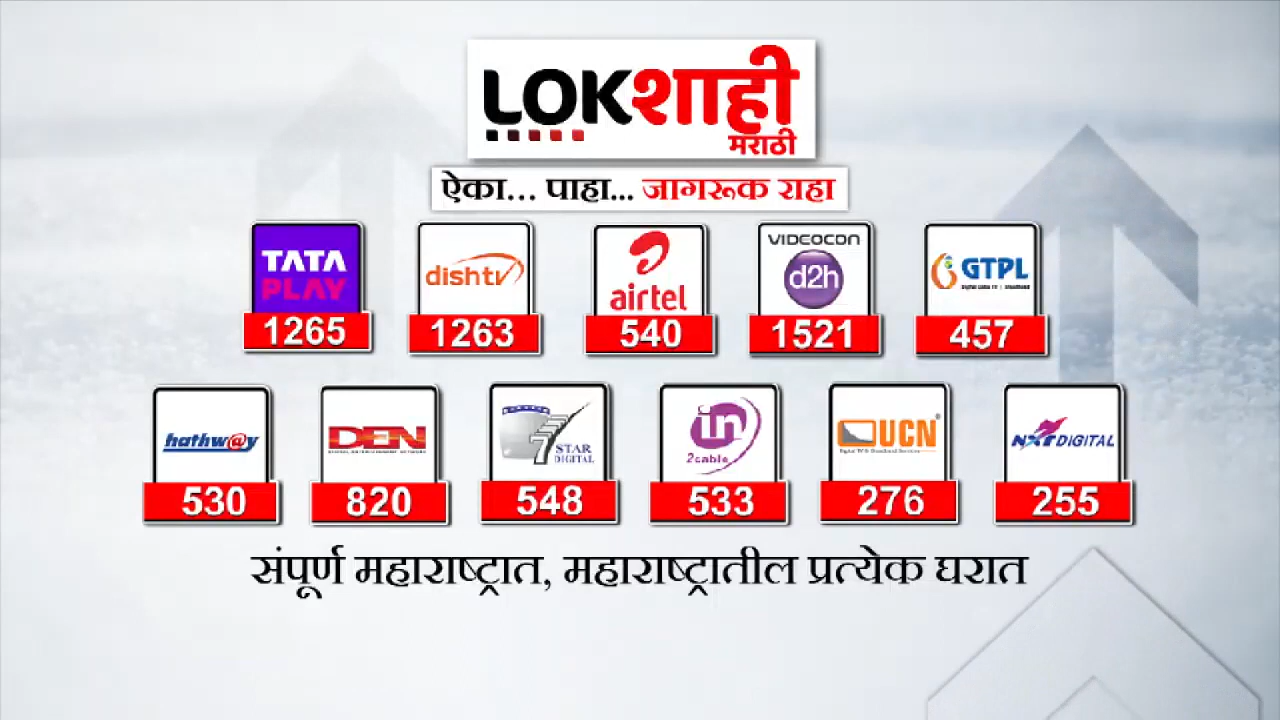 LOKशाही
मराठी
ऐका... पाहा... जागरूक राहा
TATA
PLAY
1265
dishtv
1263
airtel
540
VIDEOCON
d2h
1521
GTPL
457
hathw@y
530
DEN
820
7 STAR
DIGITAL
548
in
2cable
533
UCN
276
NXT DIGITAL
255
संपूर्ण महाराष्ट्रात, महाराष्ट्रातील प्रत्येक घरात